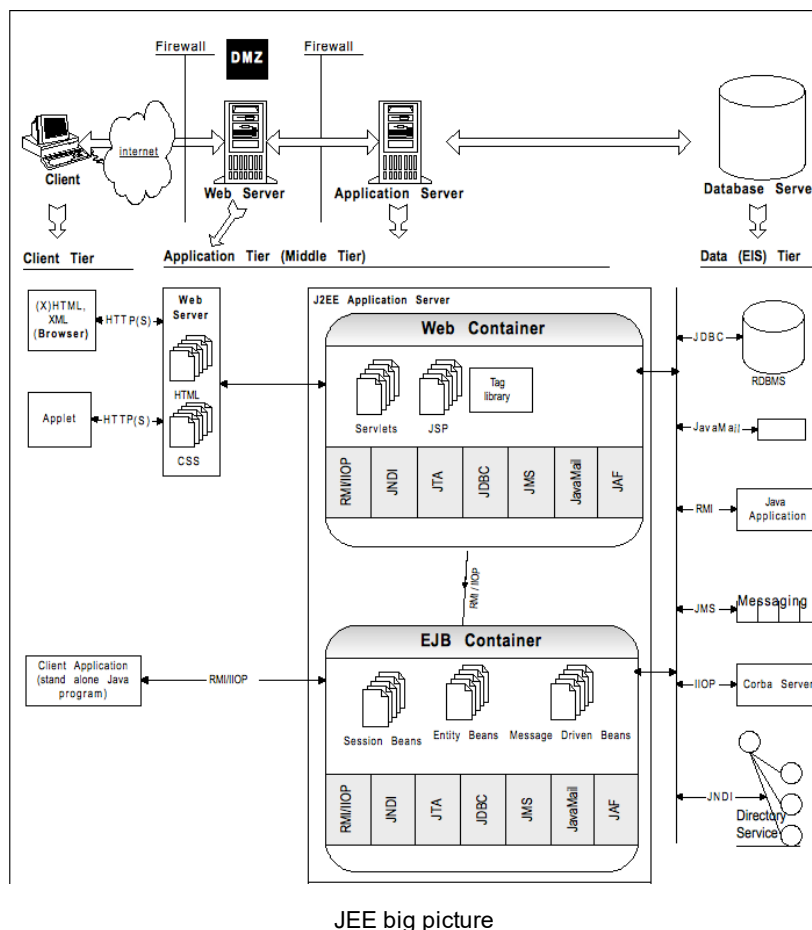 Firewall
DMZ
Firewall
internet
Client
Web Server
Application Server
Database Serve
Client Tier
Application Tier (Middle Tier)
Data (EIS) Tier
(X)HTML,
XML
(Browser)
HTTP(S)
Web
Server
HTML
Applet
HTTP(S)
CSS
J2EE Application Server
Web Container
Servlets
JSP
Tag
library
RMI/IIOP
JNDI
JTA
JDBC
JMS
JavaMail
JAF
RMI / IIOP
EJB Container
Client Application
(stand alone Java
program)
RMI/IIOP
Session Beans
Entity Beans
Message Driven Beans
RMI/IIOP
JNDI
JTA
JDBC
JMS
JavaMail
JAF
JDBC
RDBMS
JavaMail
RMI
Java
Application
JMS
Messaging
IIOP
Corba Server
JNDI
Directory
Service
JEE big picture